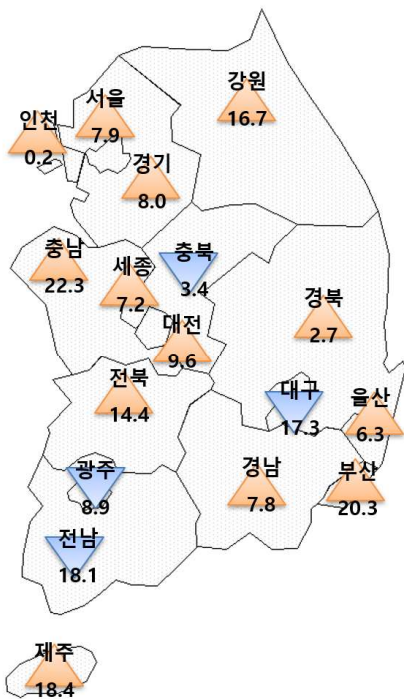 강원
16.7
서울
7.9
인천
0.2
경기
8.0
충남
22.3
세종
7.2
충북
3.4
경북
2.7
대전
9.6
전북
14.4
대구
17.3
울산
6.3
광주
8.9
경남
7.8
부산
20.3
전남
18.1
제주
18.4